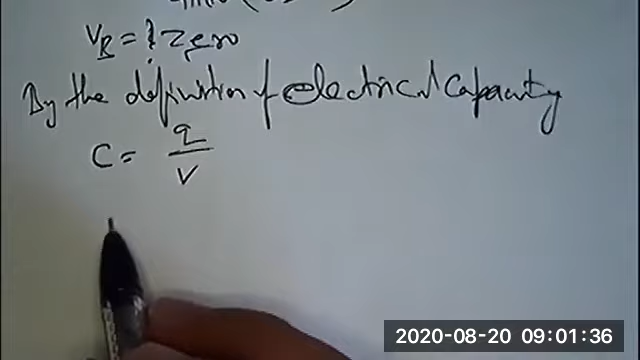 V_B = Zero
By the definition of electrical Capacity
C = q/V
2020-08-20 09:01:36